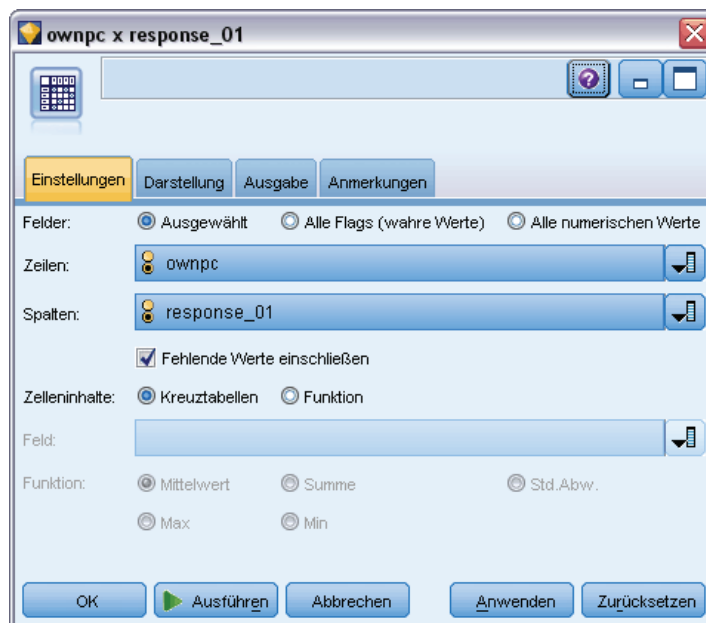 ownpc x response_01
Einstellungen Darstellung Ausgabe Anmerkungen
Felder: Ausgewählt Alle Flags (wahre Werte) Alle numerischen Werte
Zeilen: ownpc
Spalten: response_01
Fehlende Werte einschließen
Zelleninhalte: Kreuztabellen Funktion
Feld:
Funktion: Mittelwert Summe Std.Abw.
Max Min
OK Ausführen Abbrechen Anwenden Zurücksetzen